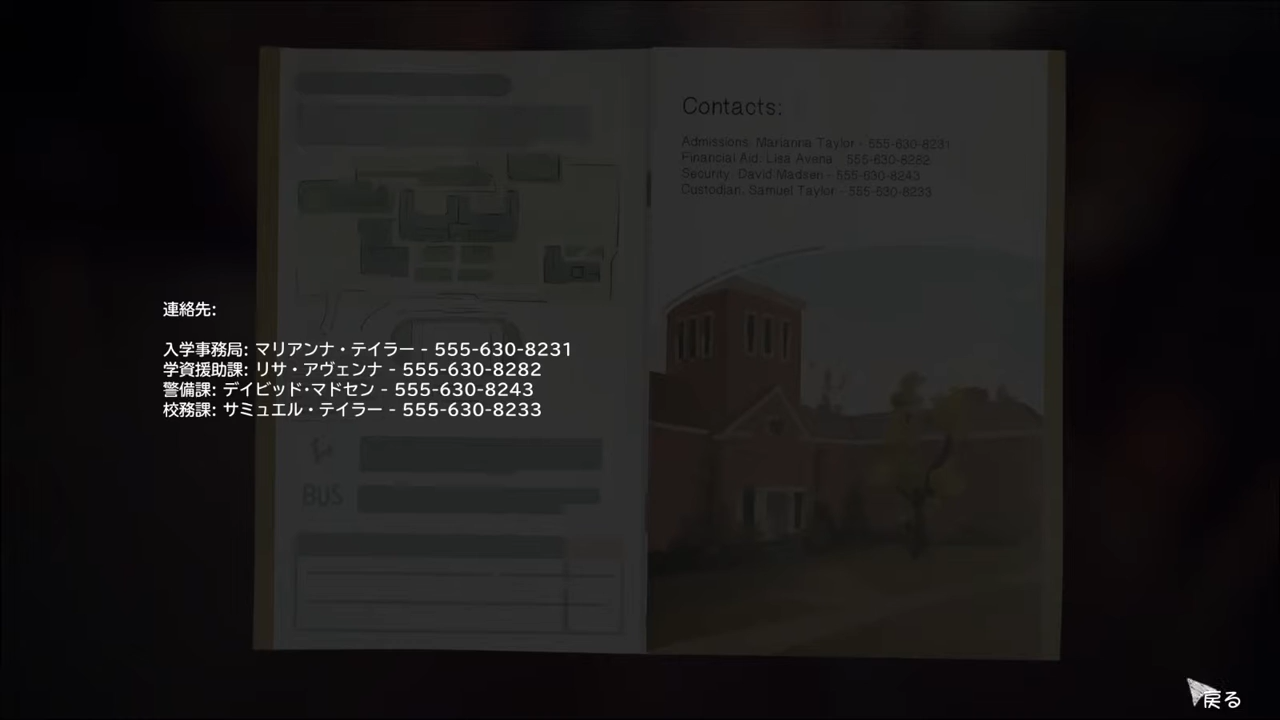 Contacts:
Admissions: Marianna Taylor - 555-630-8231
Financial Aid: Lisa Avena - 555-630-8282
Security: David Madsen - 555-630-8243
Custodian: Samuel Taylor - 555-630-8233
連絡先:
入学事務局: マリアンナ・テイラー - 555-630-8231
学資援助課: リサ・アヴェンナ - 555-630-8282
警備課: デイビッド・マドセン - 555-630-8243
校務課: サミュエル・テイラー - 555-630-8233
BUS
戻る